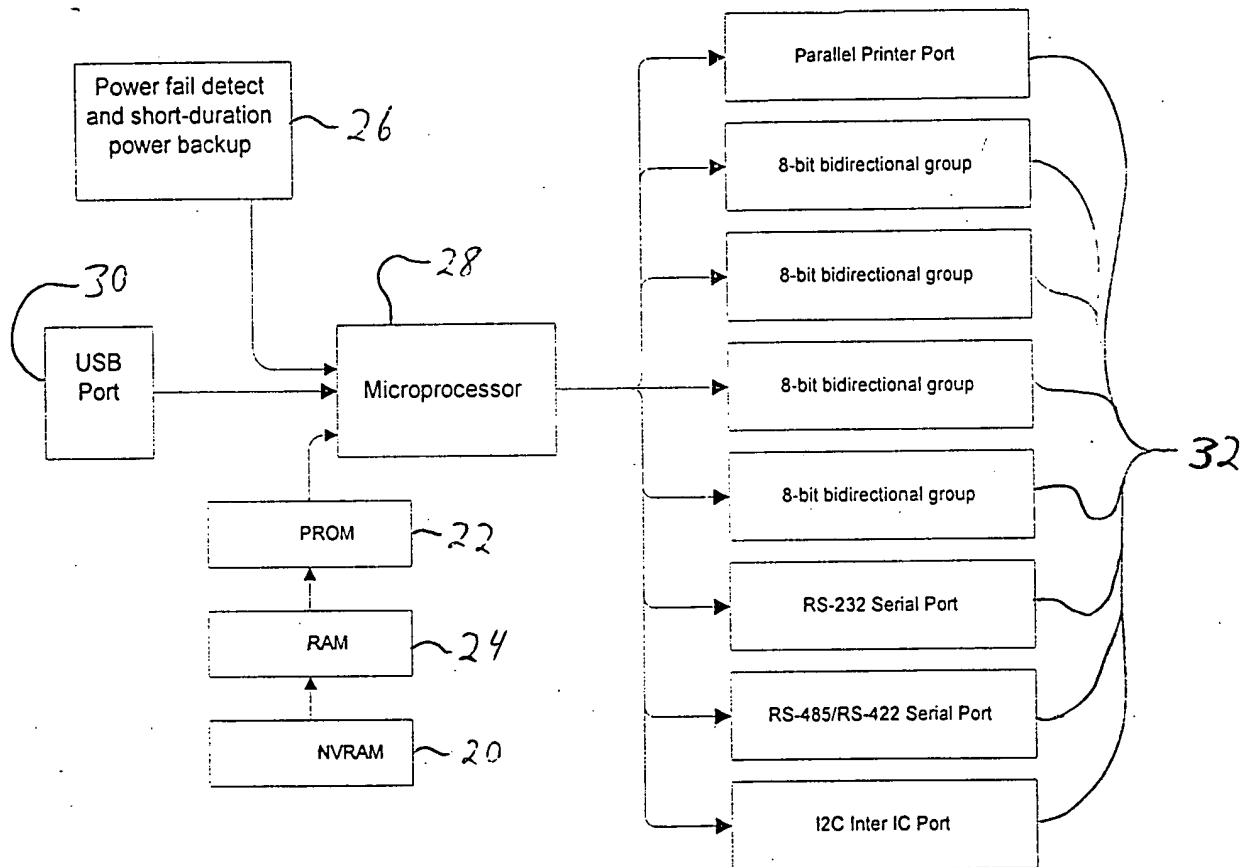 Power fail detect
and short-duration
power backup
26
30
USB
Port
28
Microprocessor
PROM
22
RAM
24
NVRAM
20
Parallel Printer Port
8-bit bidirectional group
8-bit bidirectional group
8-bit bidirectional group
8-bit bidirectional group
RS-232 Serial Port
RS-485/RS-422 Serial Port
I2C Inter IC Port
32